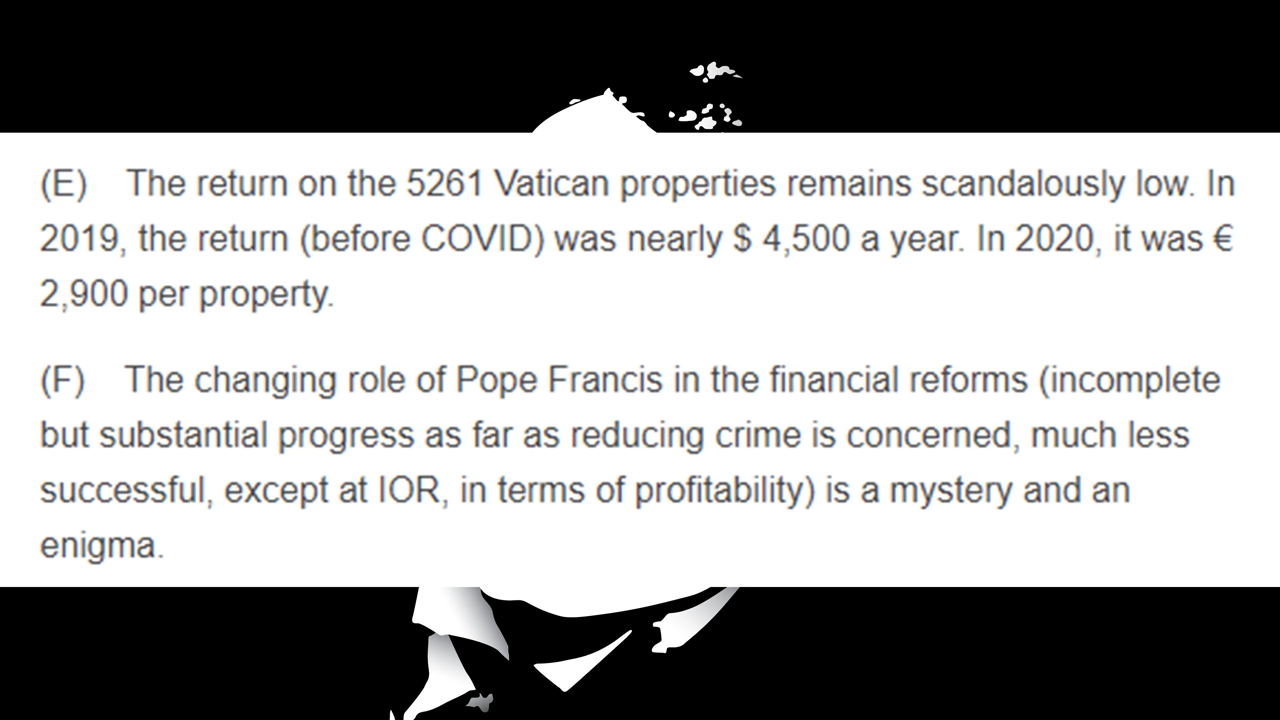 (E) The return on the 5261 Vatican properties remains scandalously low. In
2019, the return (before COVID) was nearly $ 4,500 a year. In 2020, it was €
2,900 per property.
(F) The changing role of Pope Francis in the financial reforms (incomplete
but substantial progress as far as reducing crime is concerned, much less
successful, except at IOR, in terms of profitability) is a mystery and an
enigma.